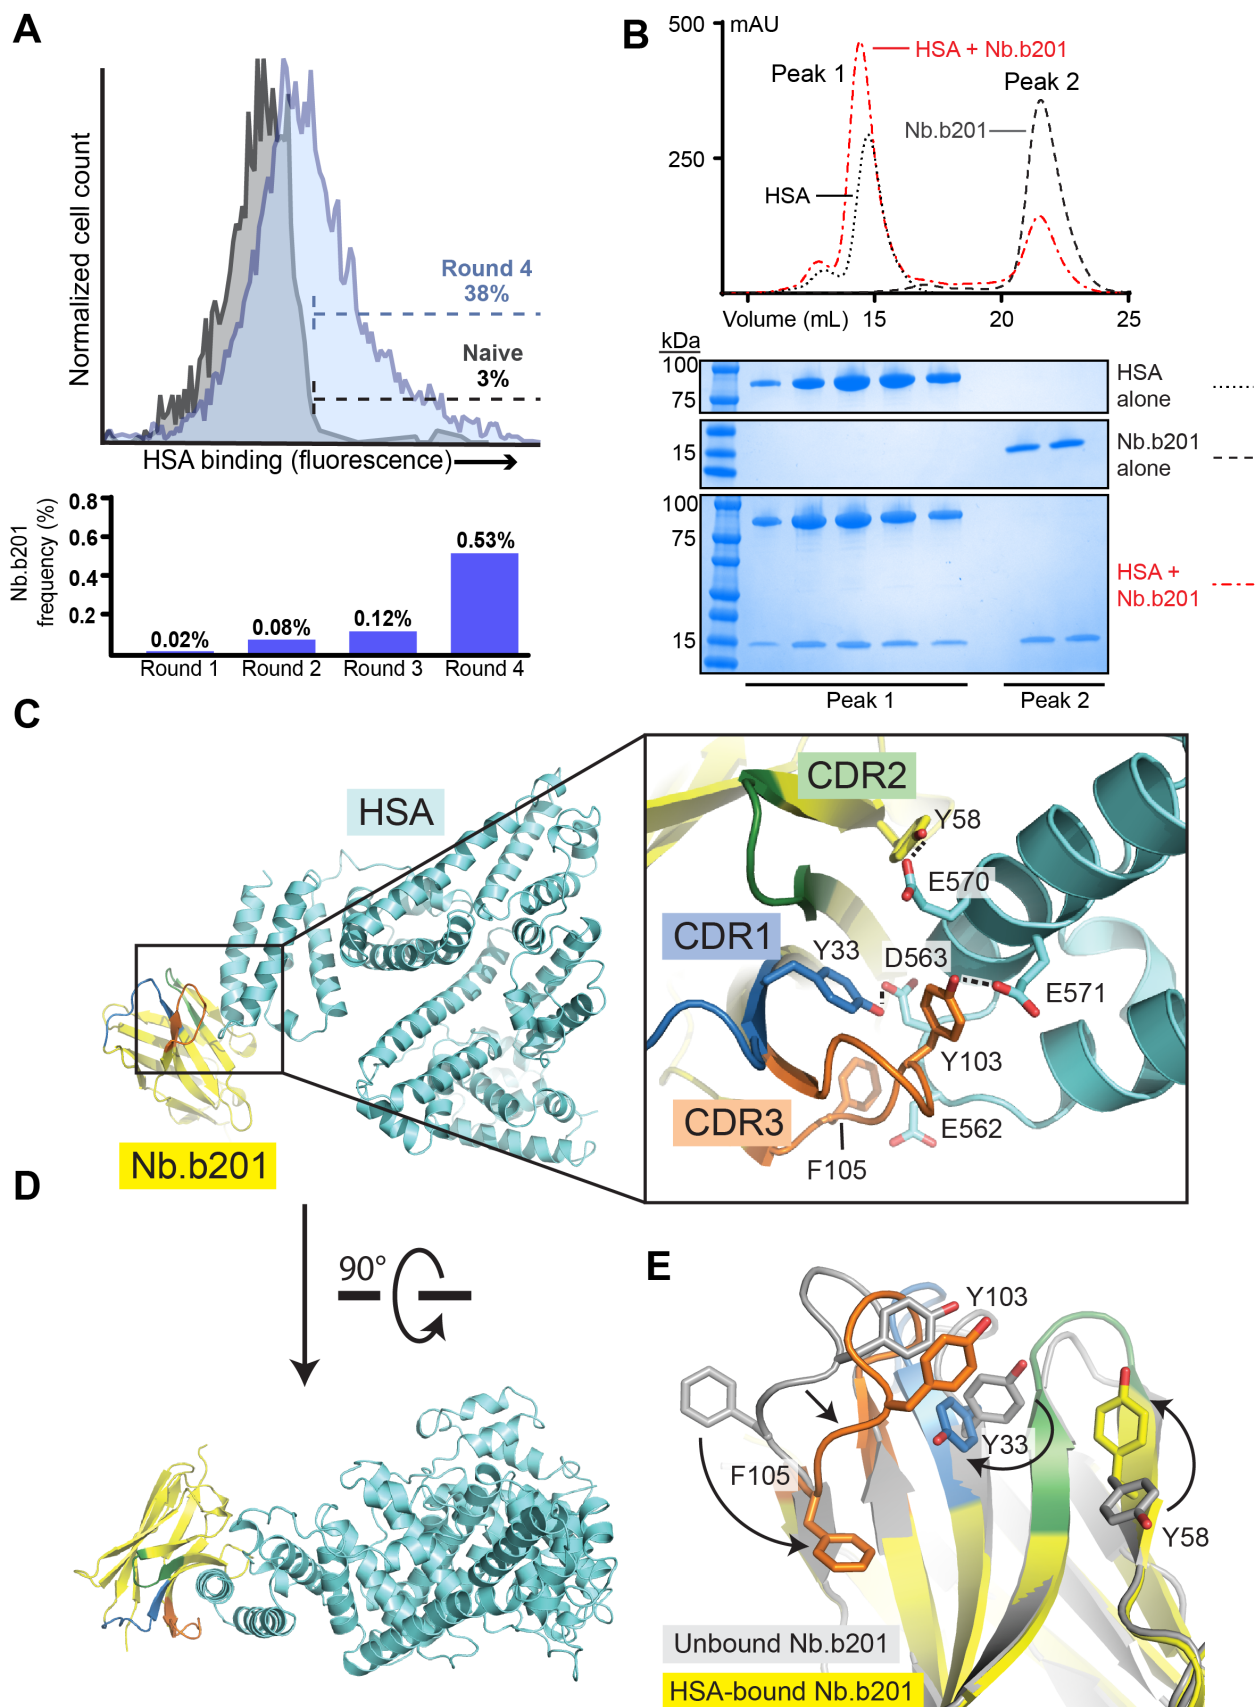 A
Normalized cell count
Round 4
38%
Naive
3%
HSA binding (fluorescence)
Nb.b201
frequency (%)
0.8
0.6
0.4
0.2
0.02%
0.08%
0.12%
0.53%
Round 1
Round 2
Round 3
Round 4
B
500
mAU
250
HSA + Nb.b201
Peak 1
Peak 2
Nb.b201
HSA
Volume (mL)
15
20
25
kDa
100
75
HSA
alone
15
Nb.b201
alone
100
75
15
HSA +
Nb.b201
Peak 1
Peak 2
C
HSA
Nb.b201
CDR2
Y58
E570
CDR1
Y33
D563
E571
Y103
CDR3
E562
F105
D
90°
E
Y103
Y33
F105
Y58
Unbound Nb.b201
HSA-bound Nb.b201